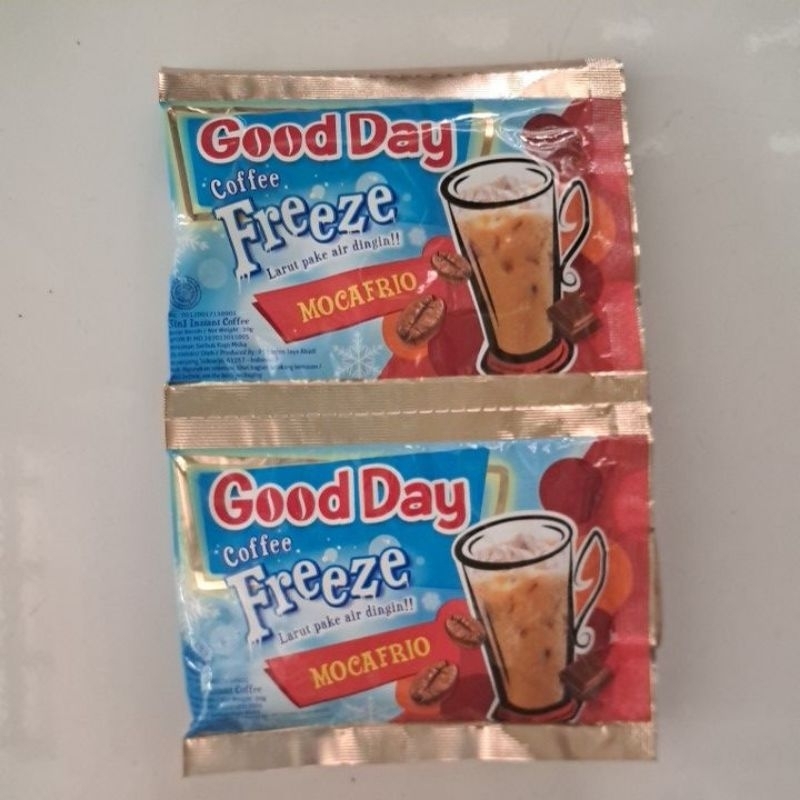 Good Day
Coffee
Freeze
Larut pake air dingin!!
MOCAFRIO
3in1 Instant Coffee
Good Day
Coffee
Freeze
Larut pake air dingin!!
MOCAFRIO
Instant Coffee